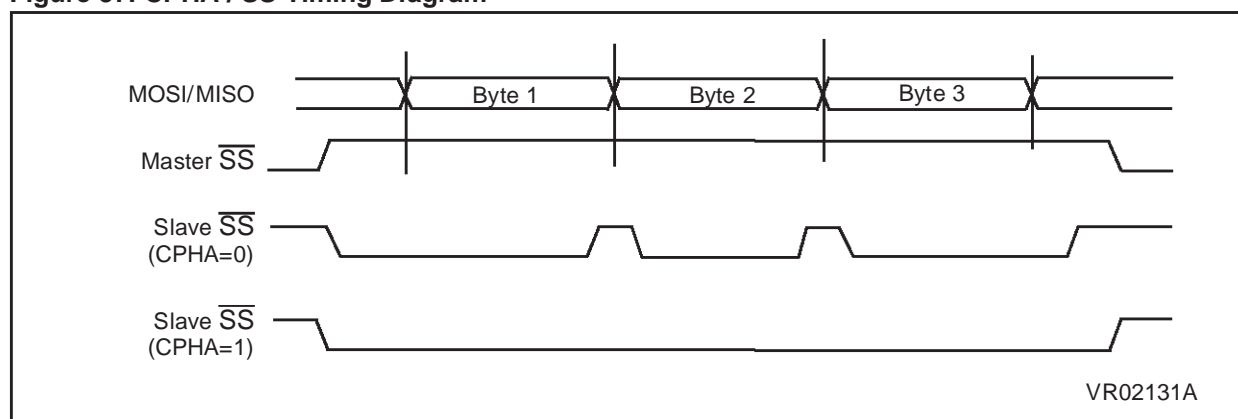 MOSI/MISO
Byte 1
Byte 2
Byte 3
Master SS
Slave SS
(CPHA=0)
Slave SS
(CPHA=1)
VR02131A